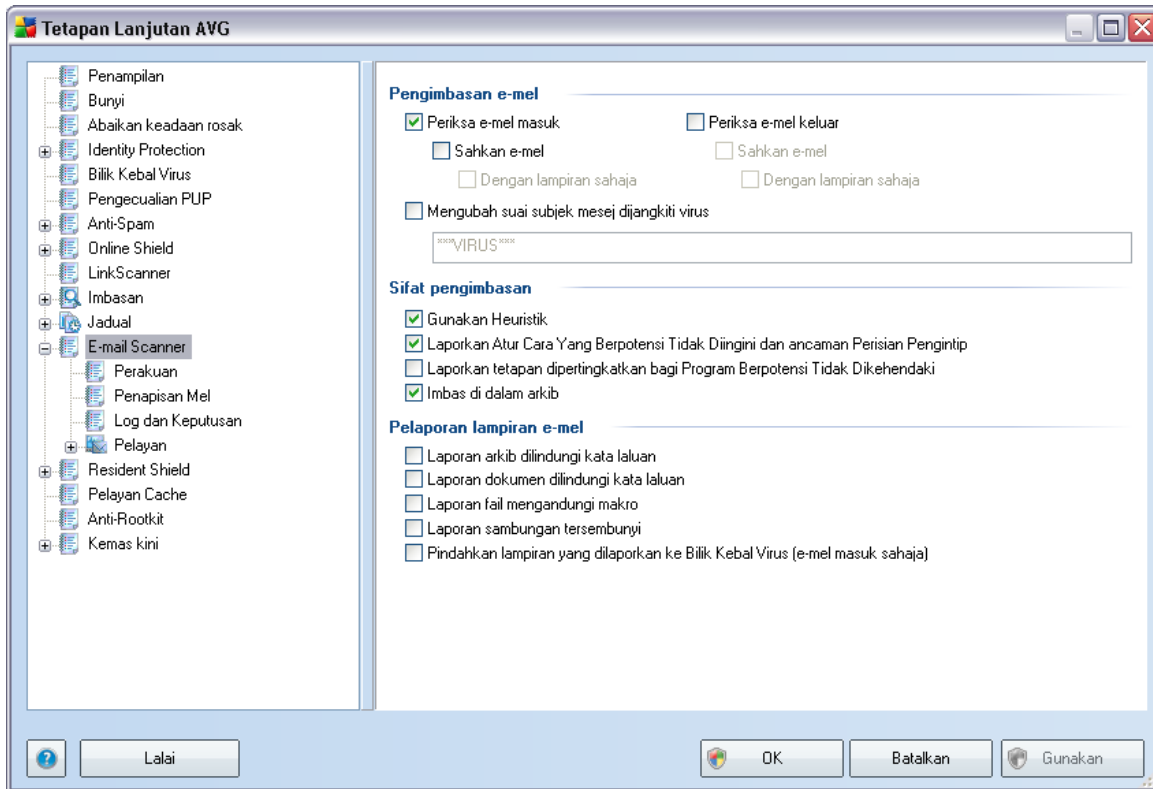 Tetapan Lanjutan AVG
Penampilan
Bunyi
Abaikan keadaan rosak
Identity Protection
Bilik Kebal Virus
Pengecualian PUP
Anti-Spam
Online Shield
LinkScanner
Imbasan
Jadual
E-mail Scanner
Perakuan
Penapisan Mel
Log dan Keputusan
Pelayan
Resident Shield
Pelayan Cache
Anti-Rootkit
Kemas kini
Pengimbasan e-mel
Periksa e-mel masuk Periksa e-mel keluar
Sahkan e-mel Sahkan e-mel
Dengan lampiran sahaja Dengan lampiran sahaja
Mengubah suai subjek mesej dijangkiti virus
***VIRUS***
Sifat pengimbasan
Gunakan Heuristik
Laporkan Atur Cara Yang Berpotensi Tidak Diingini dan ancaman Perisian Pengintip
Laporkan tetapan dipertingkatkan bagi Program Berpotensi Tidak Dikehendaki
Imbas di dalam arkib
Pelaporan lampiran e-mel
Laporan arkib dilindungi kata laluan
Laporan dokumen dilindungi kata laluan
Laporan fail mengandungi makro
Laporan sambungan tersembunyi
Pindahkan lampiran yang dilaporkan ke Bilik Kebal Virus (e-mel masuk sahaja)
? Lalai OK Batalkan Gunakan